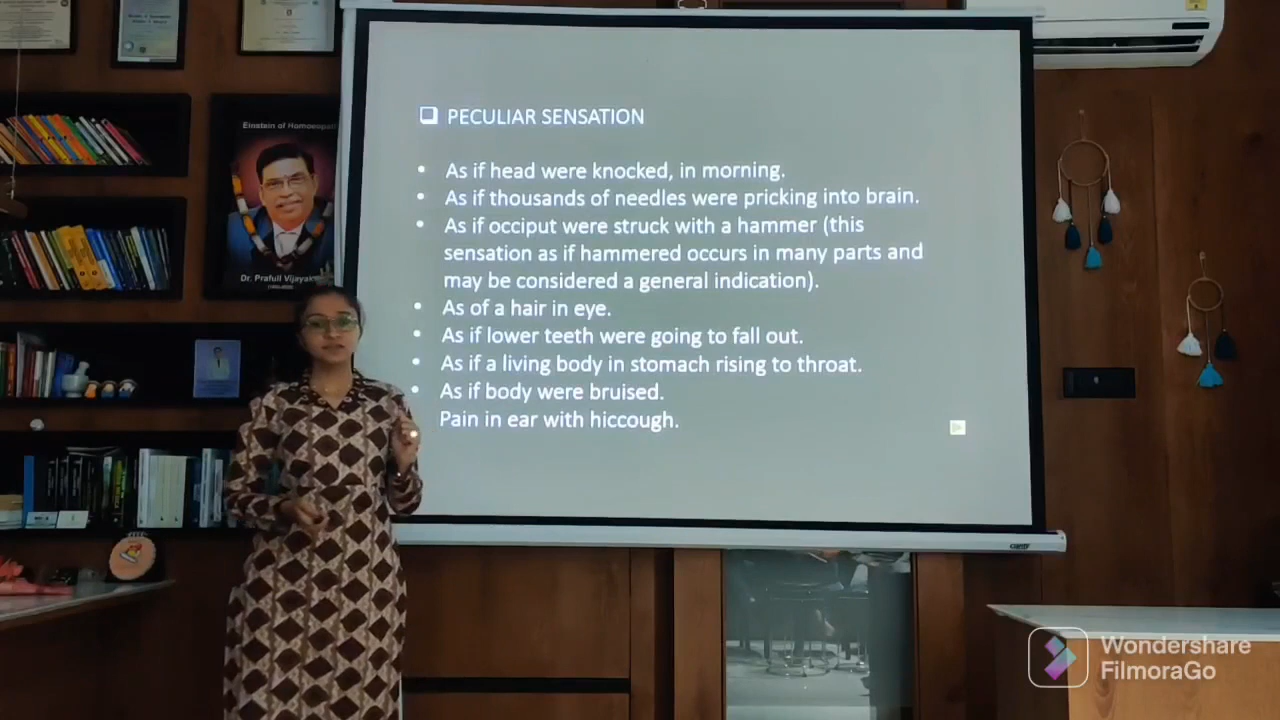 Einstein of Homoeopat
Dr. Prafull Vijayak
PECULIAR SENSATION
• As if head were knocked, in morning.
• As if thousands of needles were pricking into brain.
• As if occiput were struck with a hammer (this
sensation as if hammered occurs in many parts and
may be considered a general indication).
• As of a hair in eye.
• As if lower teeth were going to fall out.
• As if a living body in stomach rising to throat.
• As if body were bruised.
Pain in ear with hiccough.
Wondershare
FilmoraGo